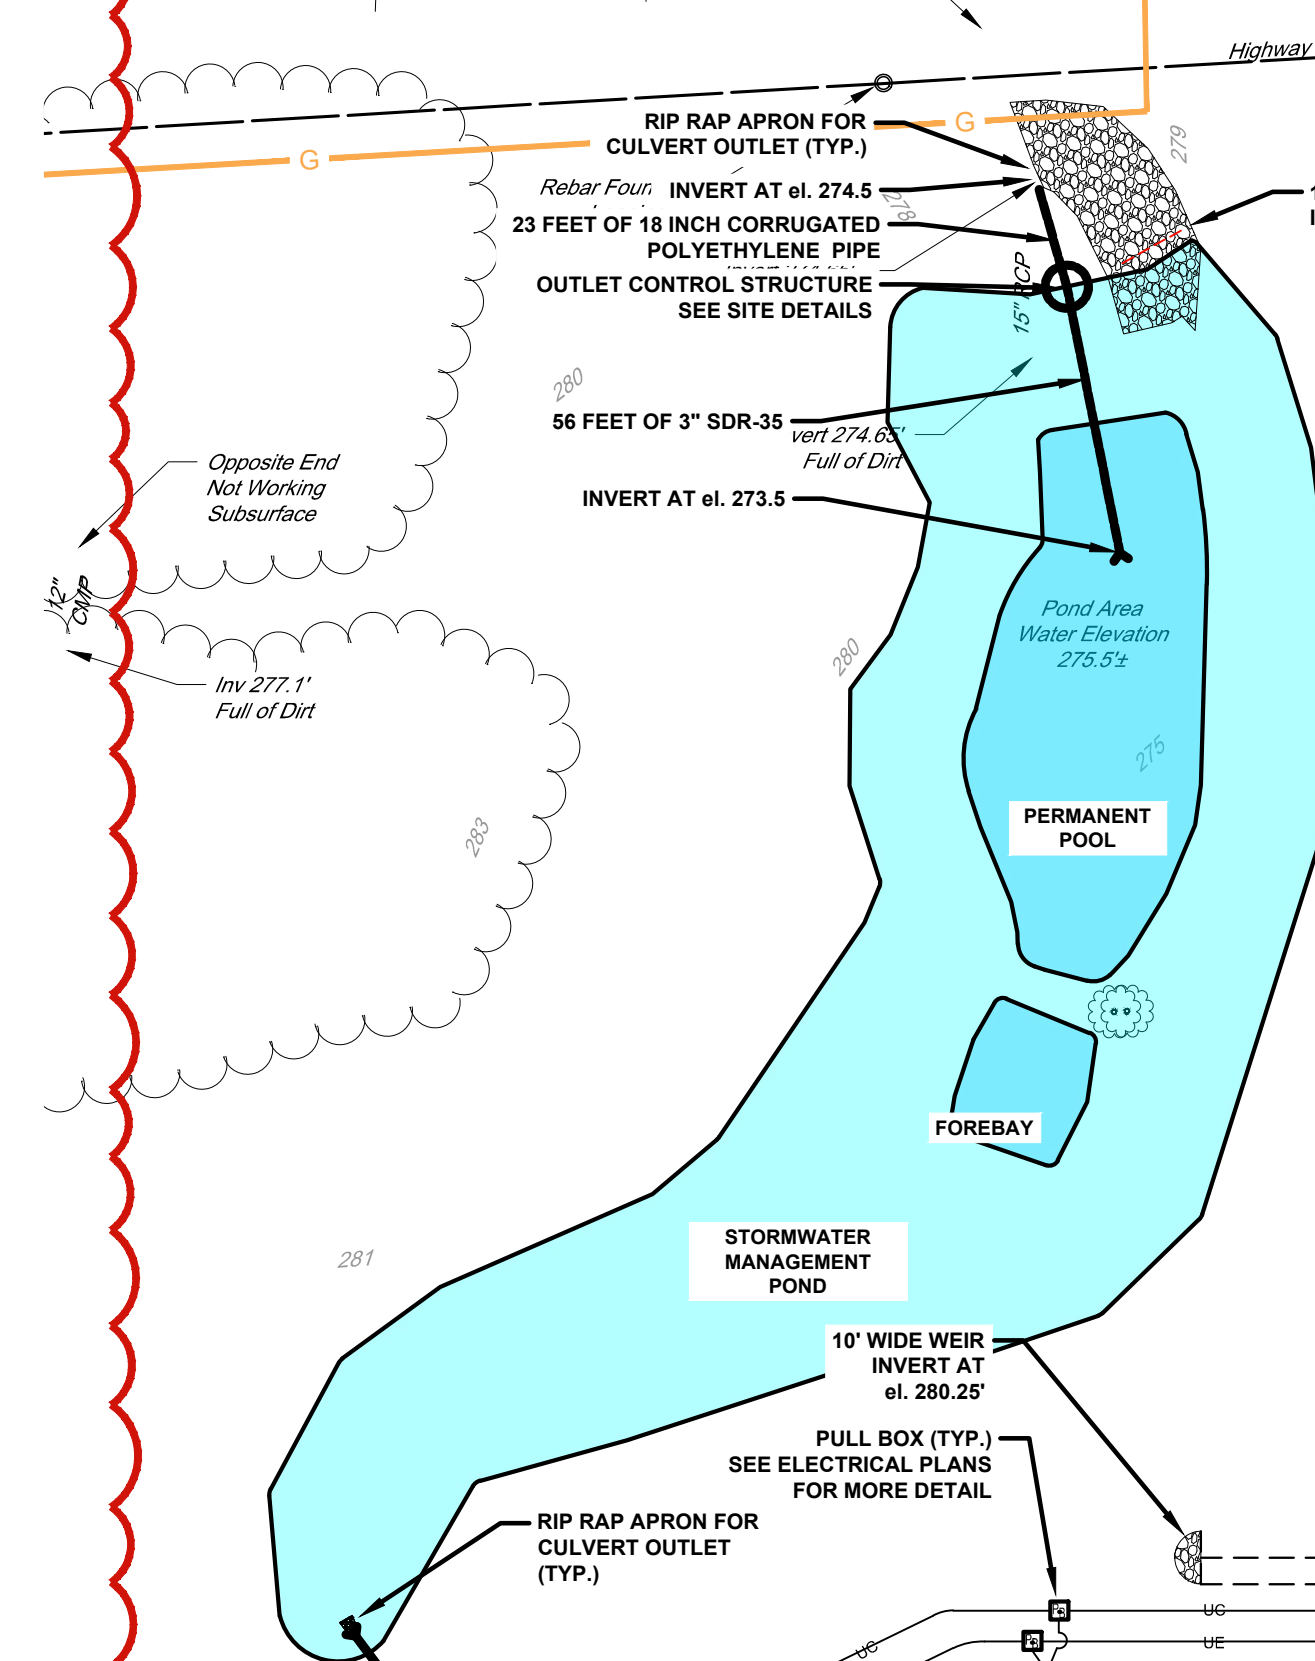 Highway
RIP RAP APRON FOR
CULVERT OUTLET (TYP.)
G
G
279
Rebar Foun
INVERT AT el. 274.5
278
23 FEET OF 18 INCH CORRUGATED
POLYETHYLENE PIPE
OUTLET CONTROL STRUCTURE
SEE SITE DETAILS
15" RCP
280
56 FEET OF 3" SDR-35
vert 274.65'
Full of Dirt
Opposite End
Not Working
Subsurface
INVERT AT el. 273.5
12"
CMP
Pond Area
Water Elevation
275.5'±
280
Inv 277.1'
Full of Dirt
275
283
PERMANENT
POOL
FOREBAY
281
STORMWATER
MANAGEMENT
POND
10' WIDE WEIR
INVERT AT
el. 280.25'
PULL BOX (TYP.)
SEE ELECTRICAL PLANS
FOR MORE DETAIL
RIP RAP APRON FOR
CULVERT OUTLET
(TYP.)
UC
UC
UE